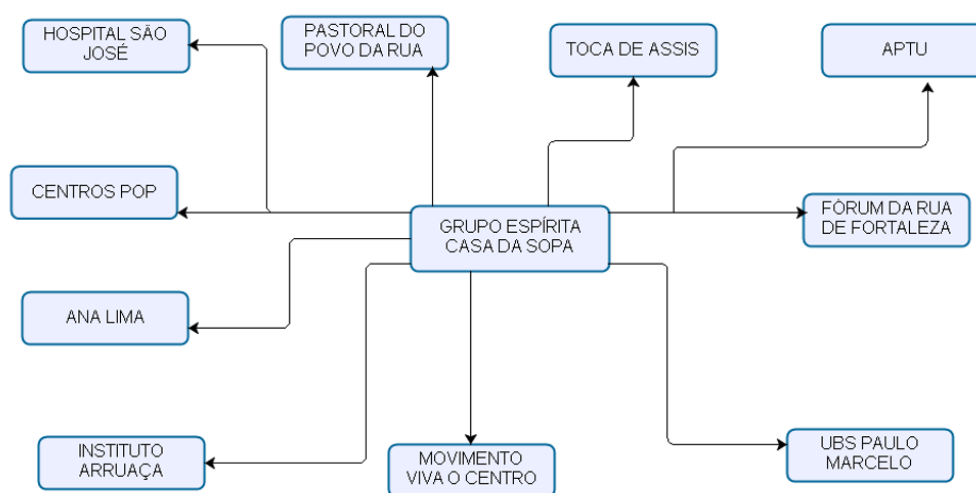 HOSPITAL SÃO
JOSÉ
PASTORAL DO
POVO DA RUA
TOCA DE ASSIS
APTU
CENTROS POP
GRUPO ESPÍRITA
CASA DA SOPA
FÓRUM DA RUA
DE FORTALEZA
ANA LIMA
INSTITUTO
ARRUAÇA
MOVIMENTO
VIVA O CENTRO
UBS PAULO
MARCELO